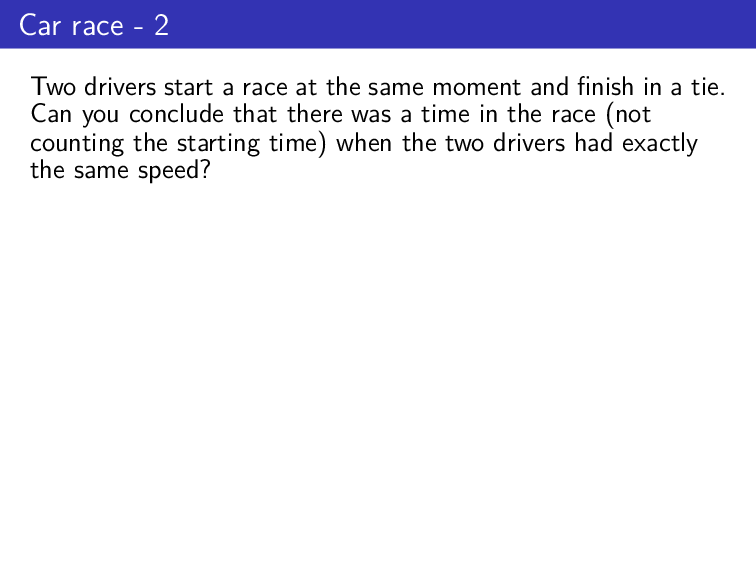 Car race - 2
Two drivers start a race at the same moment and finish in a tie.
Can you conclude that there was a time in the race (not
counting the starting time) when the two drivers had exactly
the same speed?